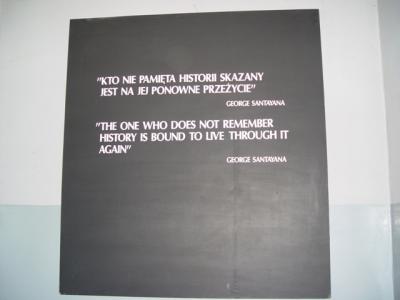 "KTO NIE PAMIĘTA HISTORII SKAZANY
JEST NA JEJ PONOWNE PRZEŻYCIE"
GEORGE SANTAYANA
"THE ONE WHO DOES NOT REMEMBER
HISTORY IS BOUND TO LIVE THROUGH IT
AGAIN"
GEORGE SANTAYANA